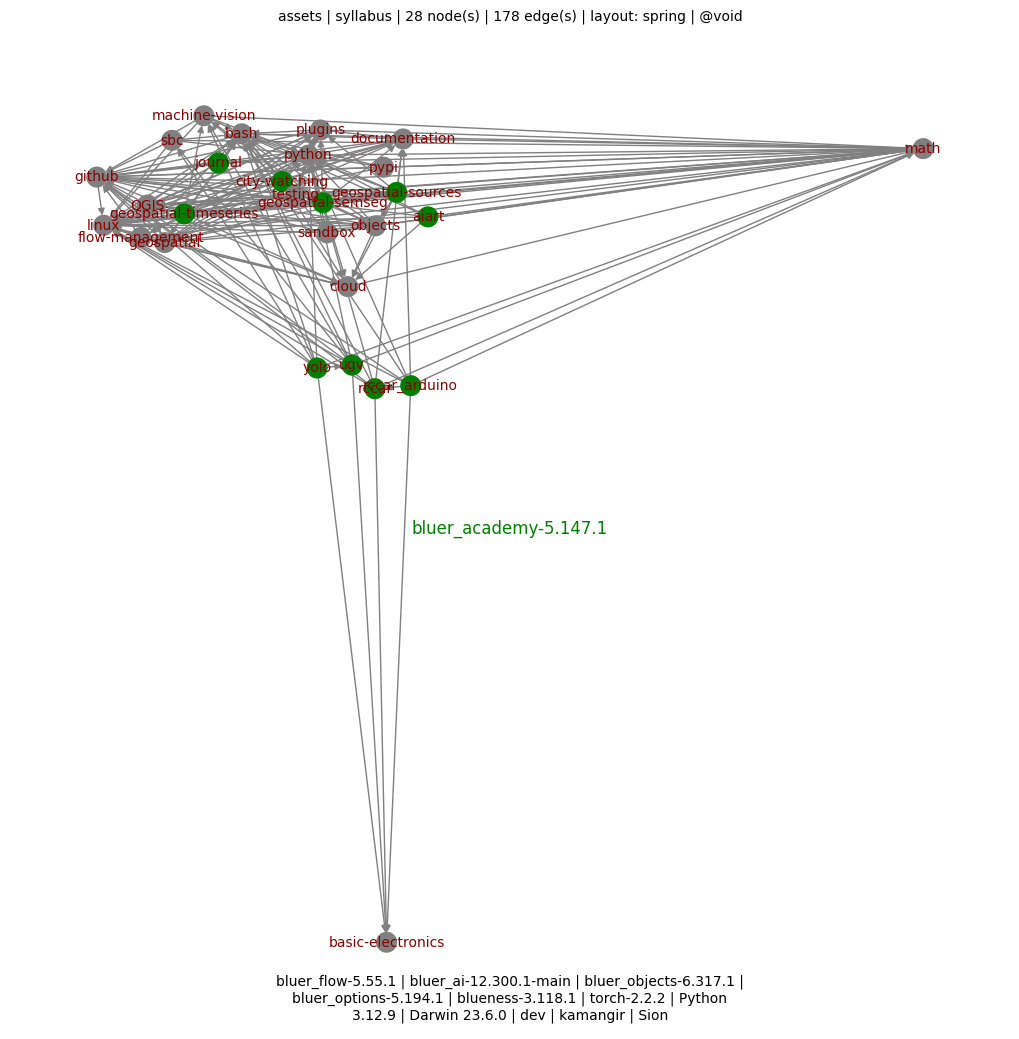 assets | syllabus | 28 node(s) | 178 edge(s) | layout: spring | @void
machine-vision
sbc
bash
plugins
documentation
math
journal
python
pypi
github
city-watching
testing
geospatial-sources
QGIS
geospatial-semseg
geospatial-timeseries
aiart
linux
objects
sandbox
flow-management
geospatial
cloud
yolo
ugv
rccar
rccar_arduino
bluer_academy-5.147.1
basic-electronics
bluer_flow-5.55.1 | bluer_ai-12.300.1-main | bluer_objects-6.317.1 |
bluer_options-5.194.1 | blueness-3.118.1 | torch-2.2.2 | Python
3.12.9 | Darwin 23.6.0 | dev | kamangir | Sion